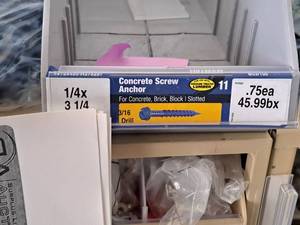 1/4x
3 1/4
Concrete Screw
Anchor
For Concrete, Brick, Block | Slotted
3/16
Drill
11
.75ea
45.99bx